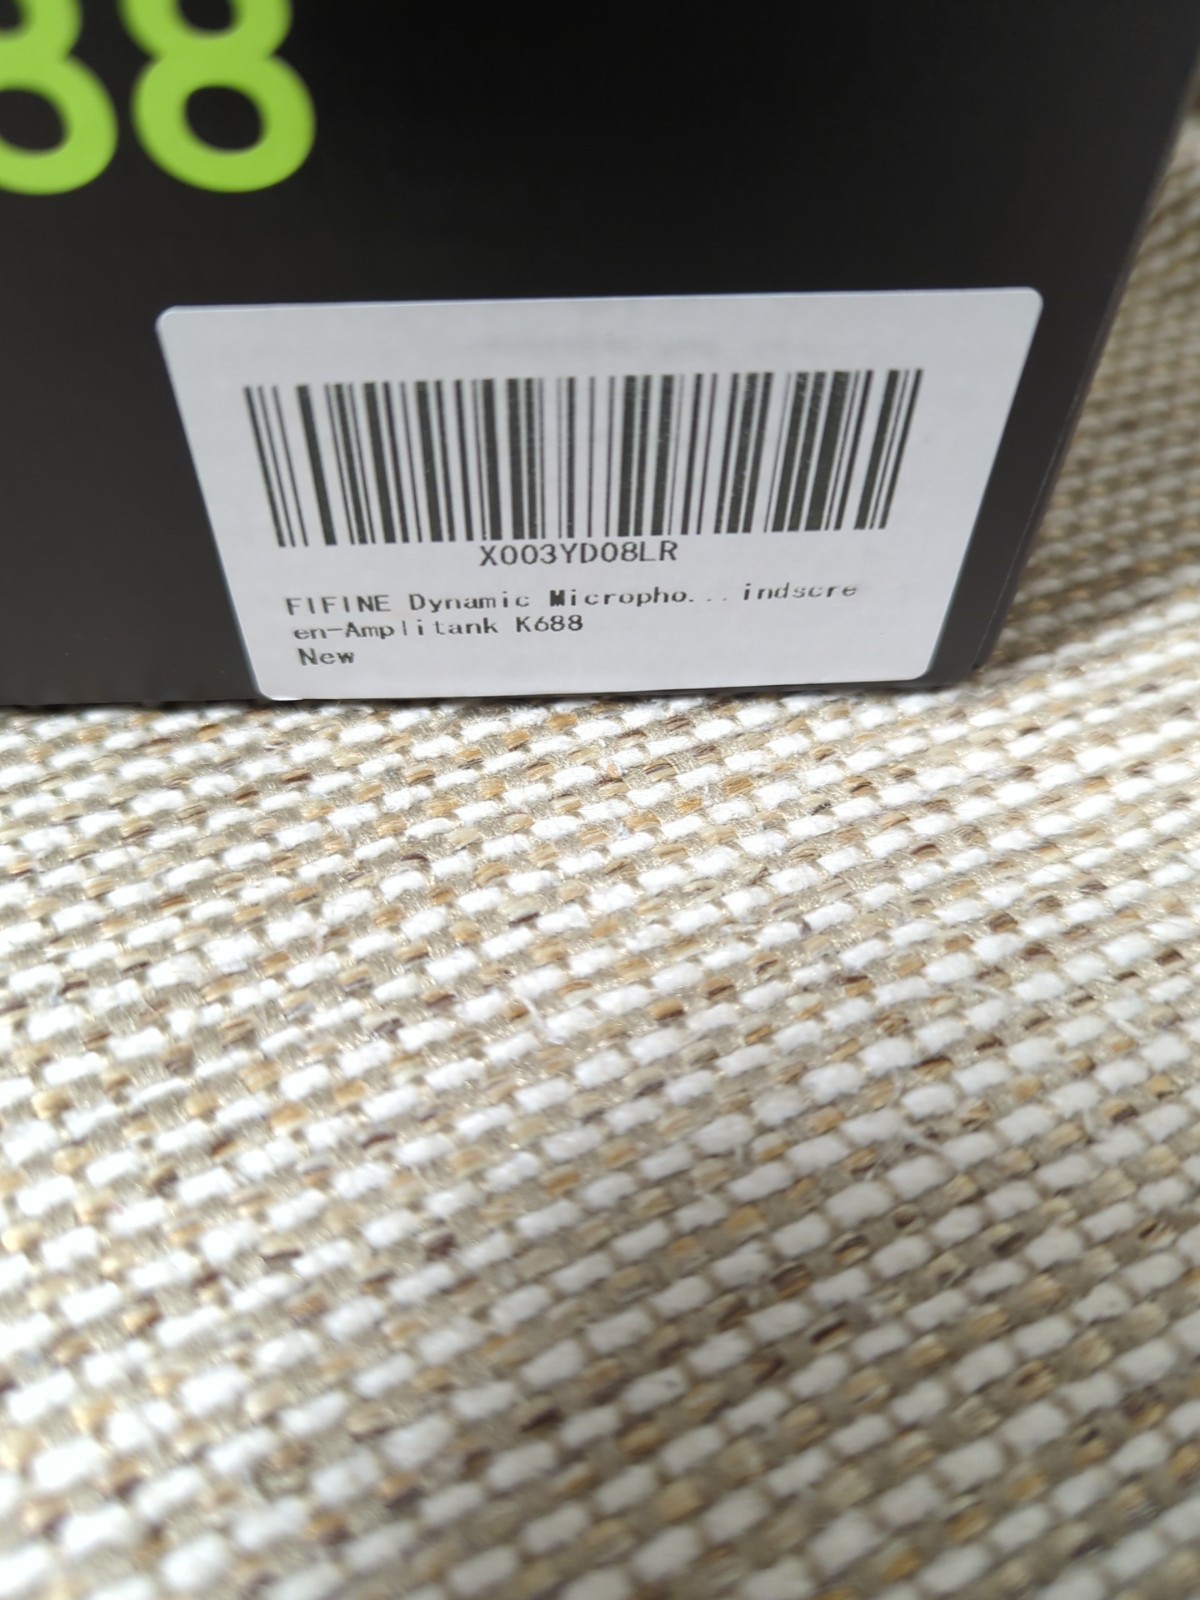 88
X003YD08LR
FIFINE Dynamic Micropho...indscre
en-Amplitank K688
New